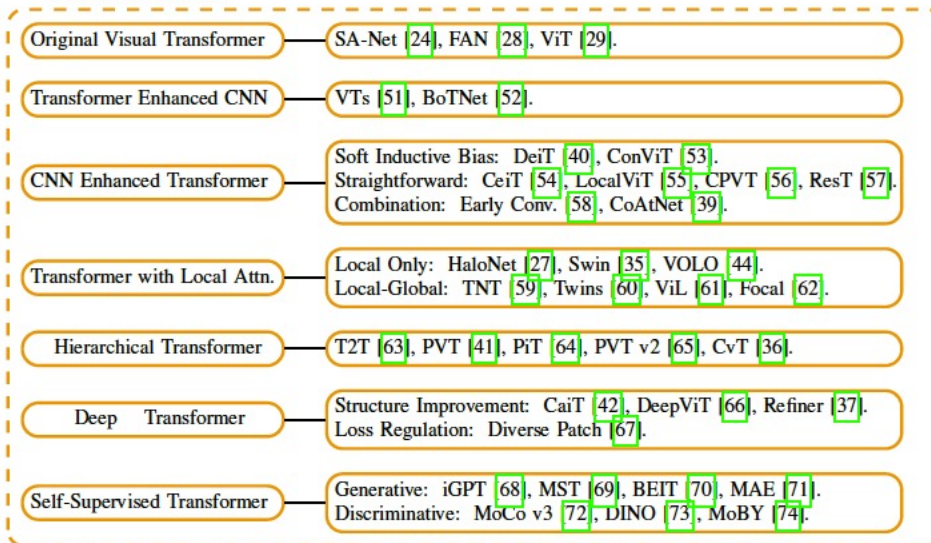 Original Visual Transformer
SA-Net [24], FAN [28], ViT [29].
Transformer Enhanced CNN
VTs [51], BoTNet [52].
CNN Enhanced Transformer
Soft Inductive Bias: DeiT [40], ConViT [53].
Straightforward: CeiT [54], LocalViT [55], CPVT [56], ResT [57].
Combination: Early Conv. [58], CoAtNet [39].
Transformer with Local Attn.
Local Only: HaloNet [27], Swin [35], VOLO [44].
Local-Global: TNT [59], Twins [60], ViL [61], Focal [62].
Hierarchical Transformer
T2T [63], PVT [41], PiT [64], PVT v2 [65], CvT [36].
Deep Transformer
Structure Improvement: CaiT [42], DeepViT [66], Refiner [37].
Loss Regulation: Diverse Patch [67].
Self-Supervised Transformer
Generative: iGPT [68], MST [69], BEIT [70], MAE [71].
Discriminative: MoCo v3 [72], DINO [73], MoBY [74].